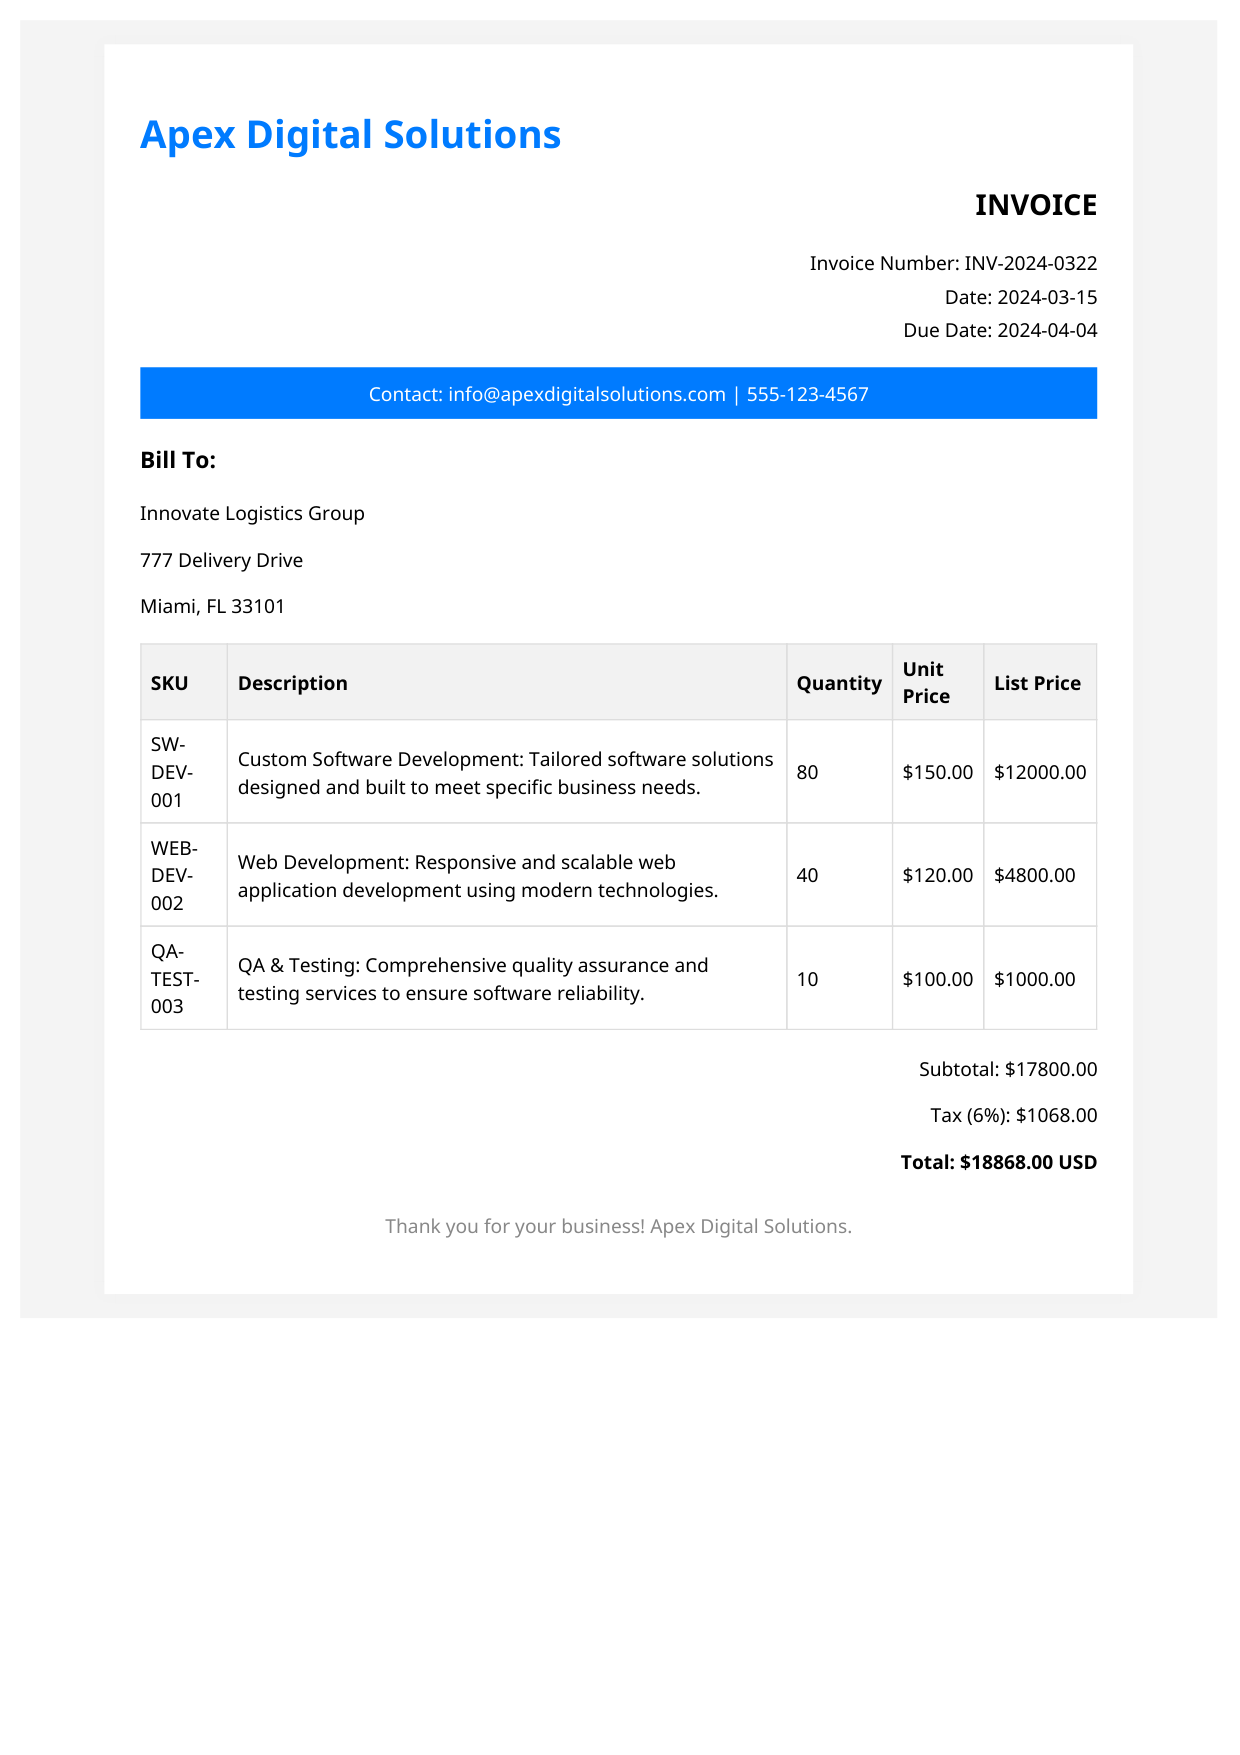 Apex Digital Solutions
INVOICE
Invoice Number: INV-2024-0322
Date: 2024-03-15
Due Date: 2024-04-04
Contact: info@apexdigitalsolutions.com | 555-123-4567
Bill To:
Innovate Logistics Group
777 Delivery Drive
Miami, FL 33101
SKU Description Quantity Unit Price List Price
SW-DEV-001 Custom Software Development: Tailored software solutions designed and built to meet specific business needs. 80 $150.00 $12000.00
WEB-DEV-002 Web Development: Responsive and scalable web application development using modern technologies. 40 $120.00 $4800.00
QA-TEST-003 QA & Testing: Comprehensive quality assurance and testing services to ensure software reliability. 10 $100.00 $1000.00
Subtotal: $17800.00
Tax (6%): $1068.00
Total: $18868.00 USD
Thank you for your business! Apex Digital Solutions.